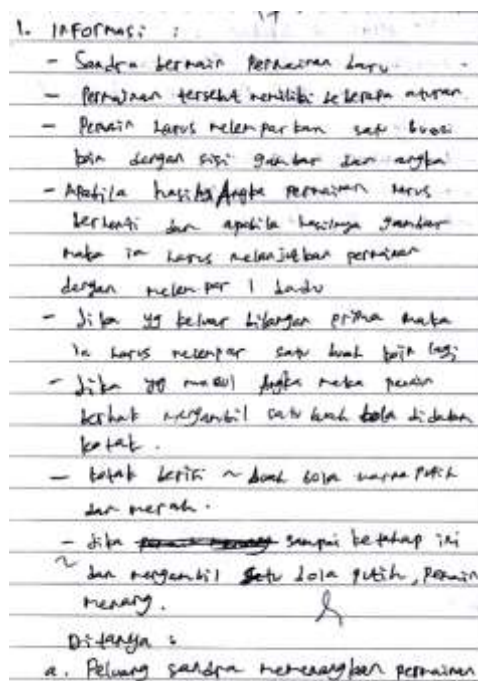 1. Informasi :
- Sandra bermain Permainan baru
- Permainan tersebut memiliki beberapa aturan
- Pemain harus melemparkan satu buah
koin dengan sisi gambar dan angka
- Apabila hasilny Angka permainan harus
berhenti dan apabila hasilnya gambar
maka ia harus melanjutkan permainan
dengan melempar 1 dadu
- Jika yg keluar bilangan prima maka
ia harus melempar satu buah koin lagi
- Jika yg muncul Angka maka pemain
berhak mengambil satu buah bola didalam
kotak.
- kotak berisi ~ buah bola warna putih
dan merah.
- Jika sampai ketahap ini
~ dan mengambil satu bola putih, pemain
menang.
Ditanya :
a. Peluang sandra memenangkan permainan